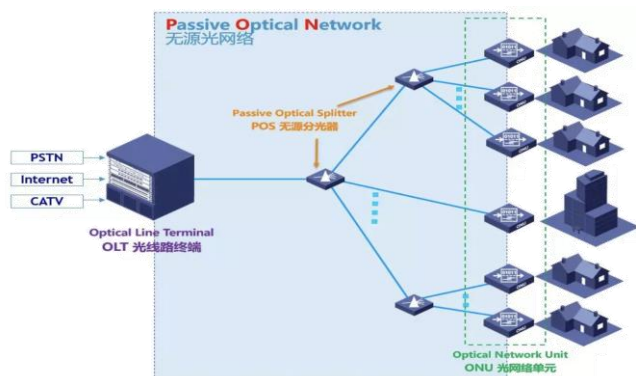 Passive Optical Network
无源光网络
Passive Optical Splitter
POS 无源分光器
PSTN
Internet
CATV
Optical Line Terminal
OLT 光线路终端
Optical Network Unit
ONU 光网络单元